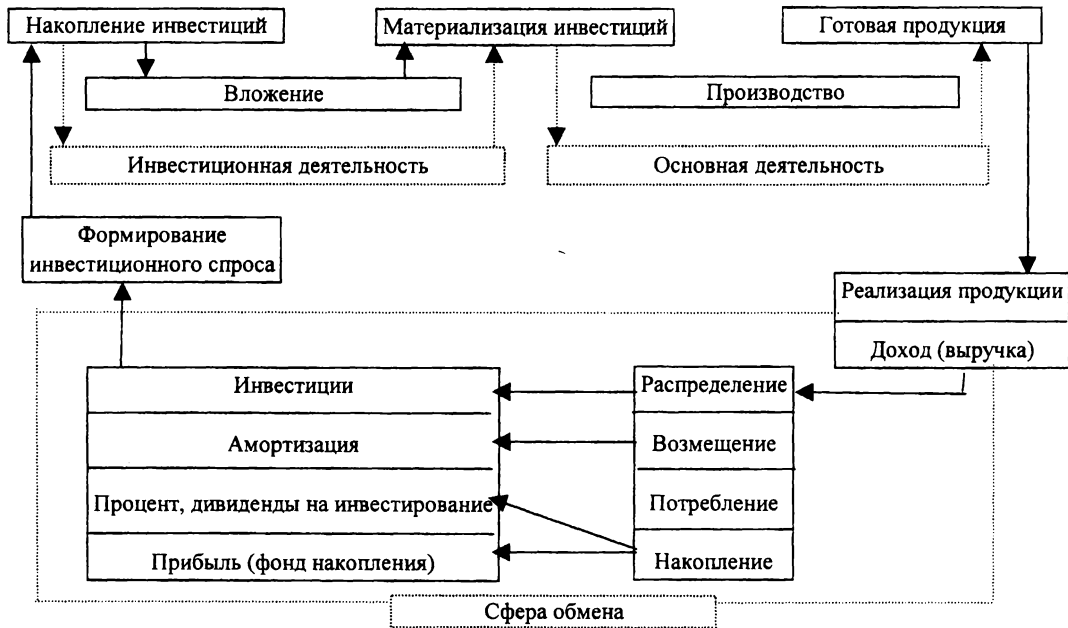 Накопление инвестиций
Материализация инвестиций
Готовая продукция
Вложение
Производство
Инвестиционная деятельность
Основная деятельность
Формирование
инвестиционного спроса
Реализация продукции
Доход (выручка)
Инвестиции
Распределение
Амортизация
Возмещение
Процент, дивиденды на инвестирование
Потребление
Прибыль (фонд накопления)
Накопление
Сфера обмена